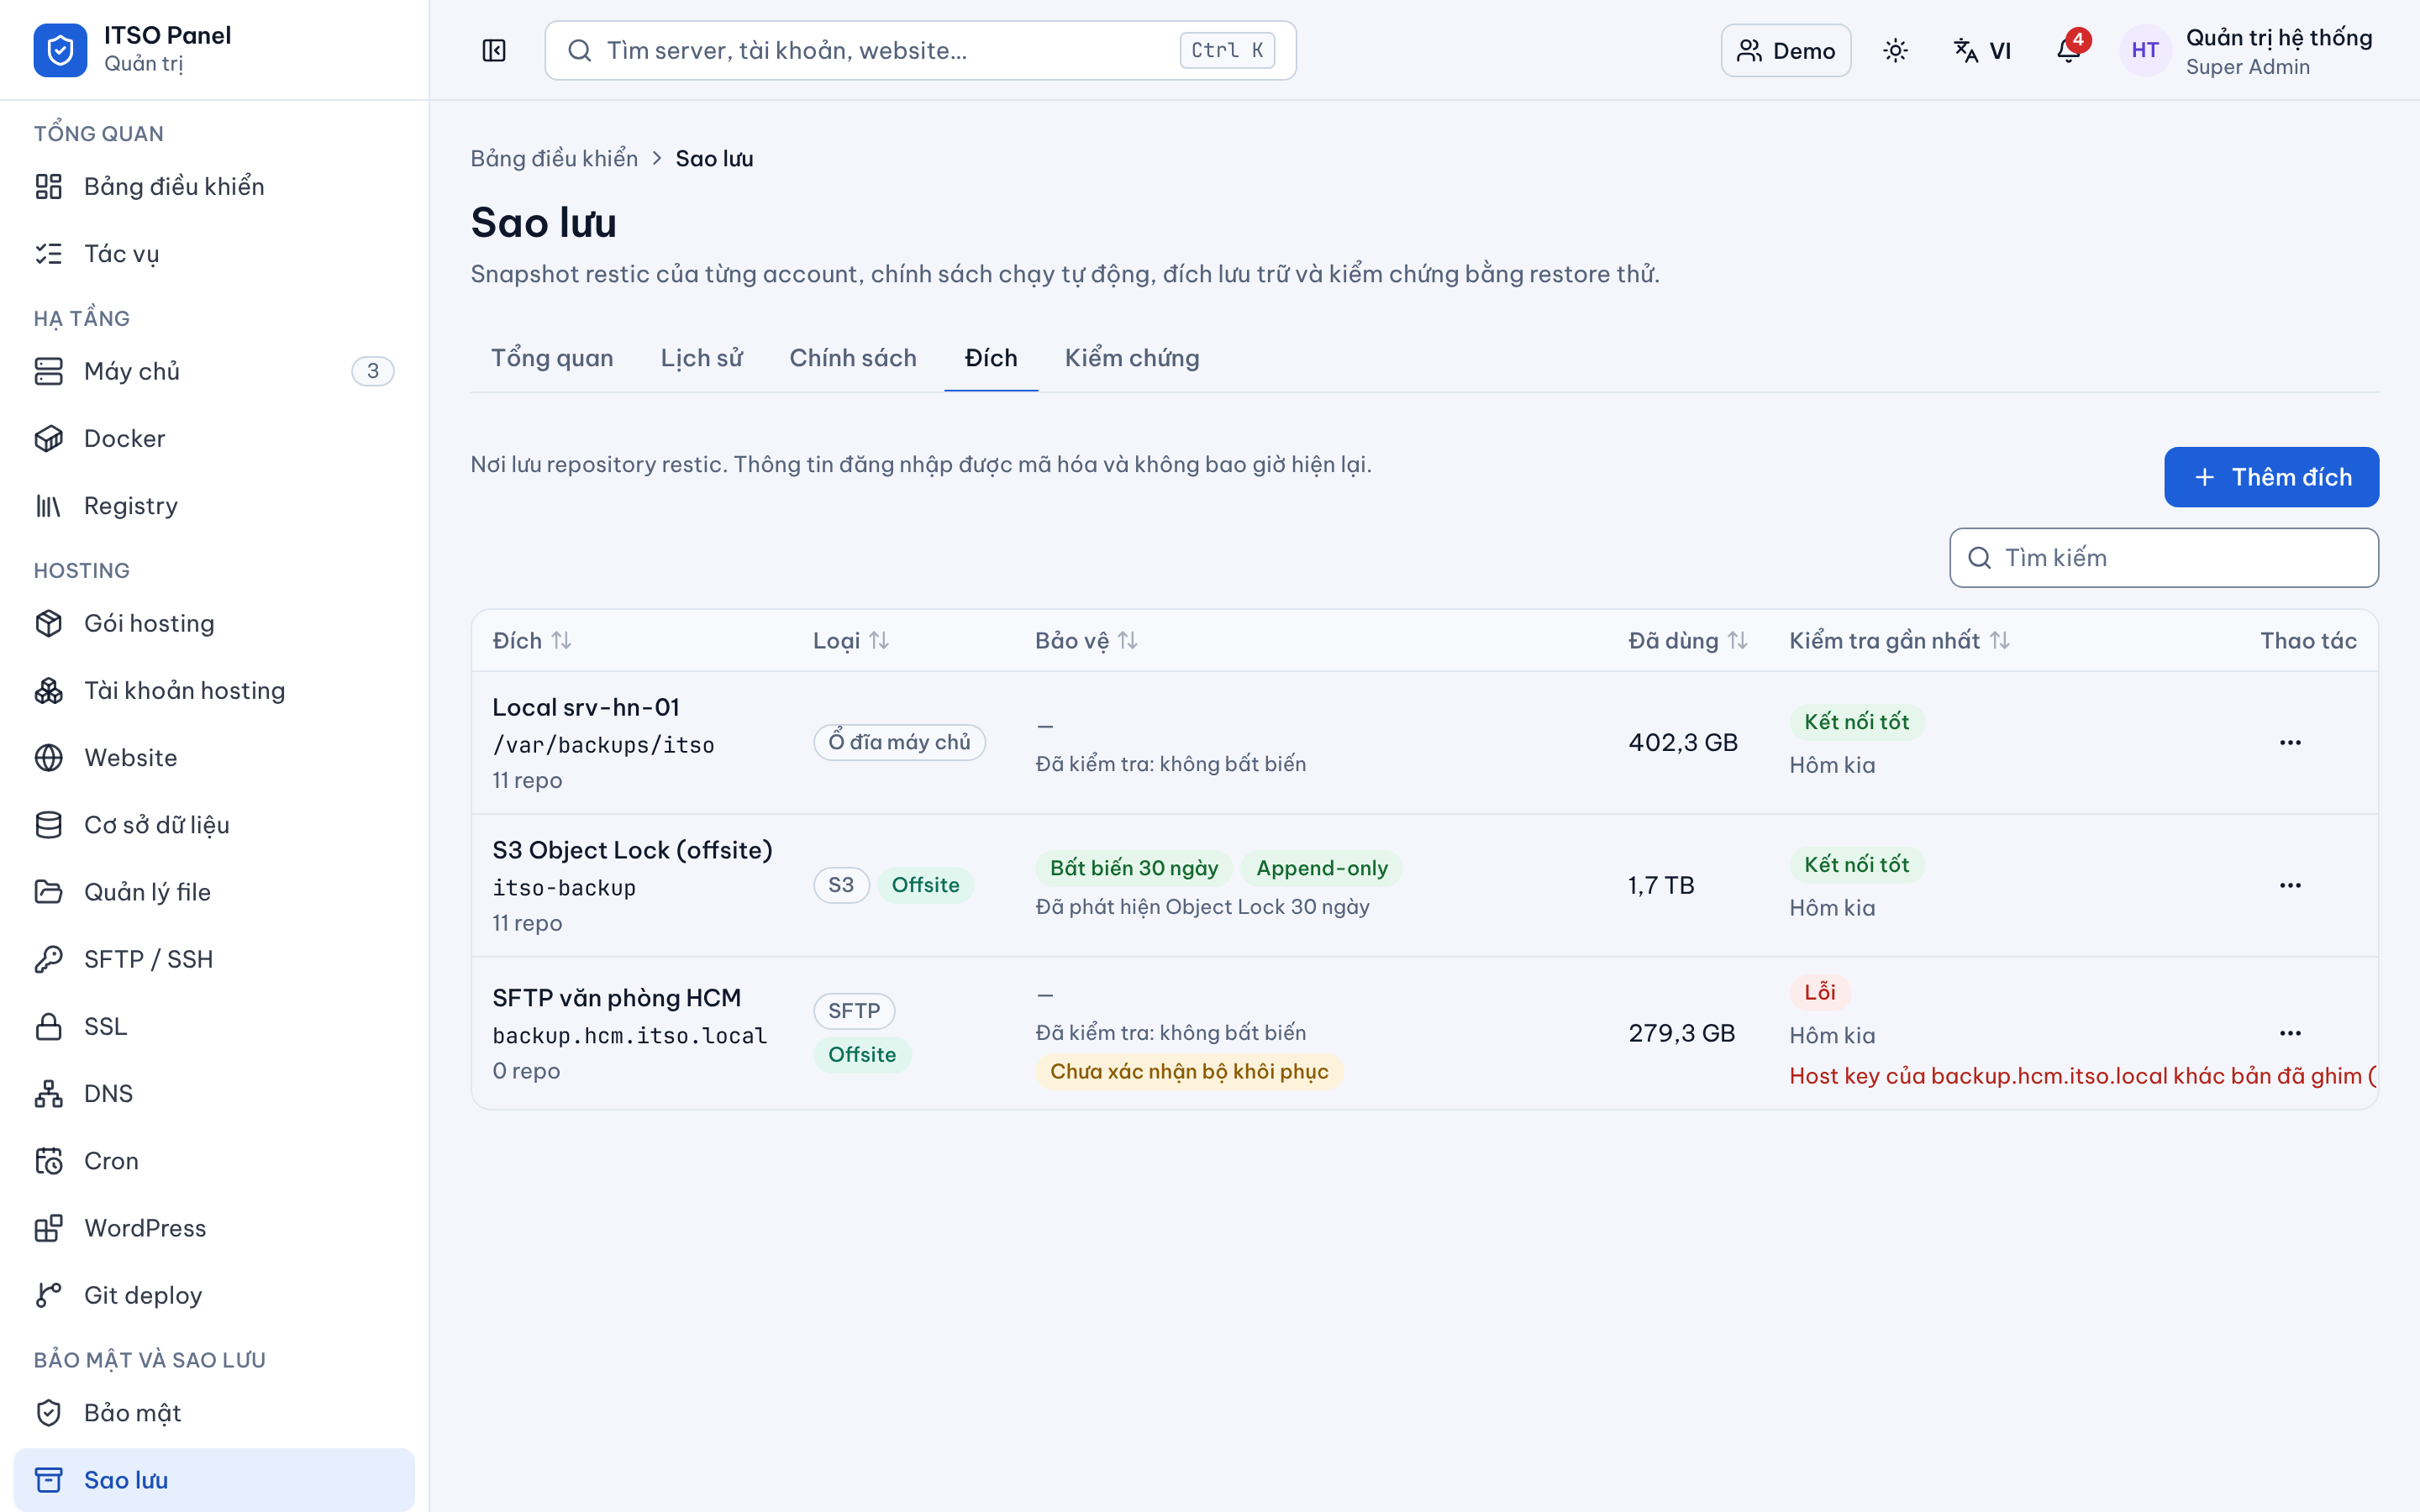 ITSO Panel
Quản trị
Tìm server, tài khoản, website...
Ctrl K
Demo
VI
4
HT
Quản trị hệ thống
Super Admin
TỔNG QUAN
Bảng điều khiển
Tác vụ
HẠ TẦNG
Máy chủ
3
Docker
Registry
HOSTING
Gói hosting
Tài khoản hosting
Website
Cơ sở dữ liệu
Quản lý file
SFTP / SSH
SSL
DNS
Cron
WordPress
Git deploy
BẢO MẬT VÀ SAO LƯU
Bảo mật
Sao lưu
Bảng điều khiển > Sao lưu
Sao lưu
Snapshot restic của từng account, chính sách chạy tự động, đích lưu trữ và kiểm chứng bằng restore thử.
Tổng quan Lịch sử Chính sách Đích Kiểm chứng
Nơi lưu repository restic. Thông tin đăng nhập được mã hóa và không bao giờ hiện lại.
+ Thêm đích
Tìm kiếm
Đích Loại Bảo vệ Đã dùng Kiểm tra gần nhất Thao tác
Local srv-hn-01
/var/backups/itso
11 repo
Ổ đĩa máy chủ
—
Đã kiểm tra: không bất biến
402,3 GB
Kết nối tốt
Hôm kia
S3 Object Lock (offsite)
itso-backup
11 repo
S3 Offsite
Bất biến 30 ngày Append-only
Đã phát hiện Object Lock 30 ngày
1,7 TB
Kết nối tốt
Hôm kia
SFTP văn phòng HCM
backup.hcm.itso.local
0 repo
SFTP
Offsite
—
Đã kiểm tra: không bất biến
Chưa xác nhận bộ khôi phục
279,3 GB
Lỗi
Hôm kia
Host key của backup.hcm.itso.local khác bản đã ghim (